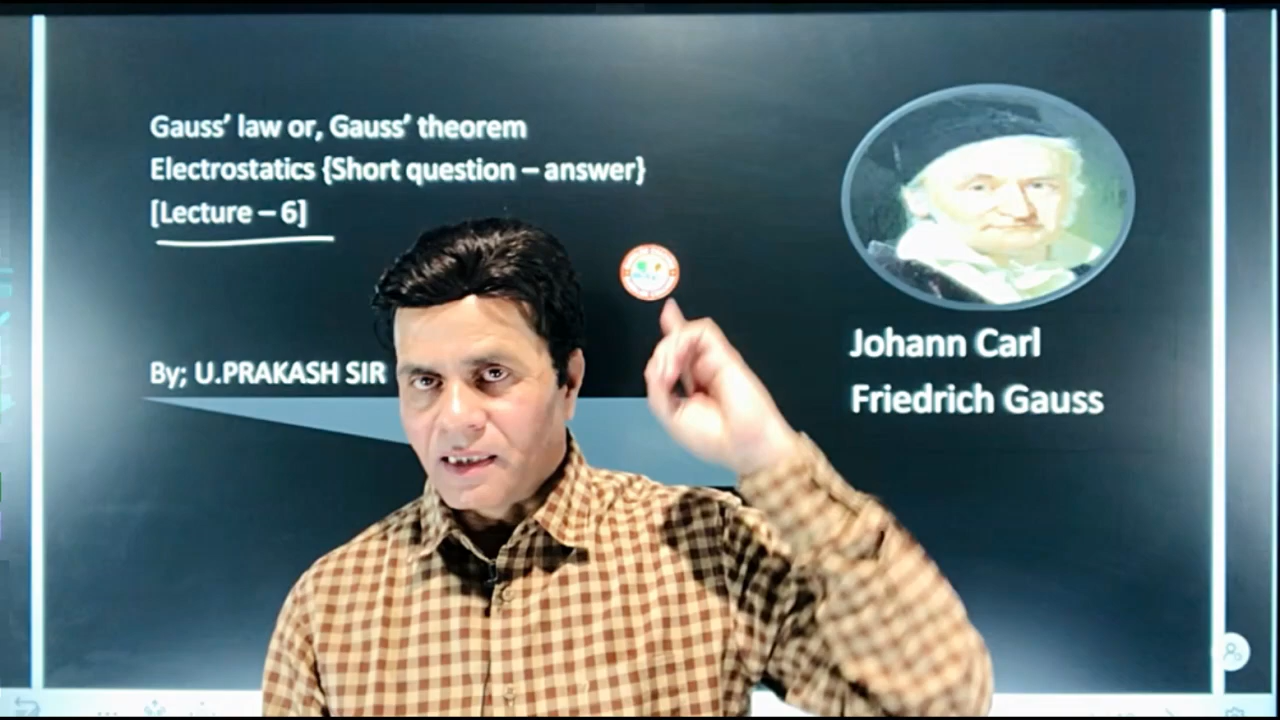 Gauss’ law or, Gauss’ theorem
Electrostatics {Short question – answer}
[Lecture – 6]
By; U.PRAKASH SIR
Johann Carl
Friedrich Gauss